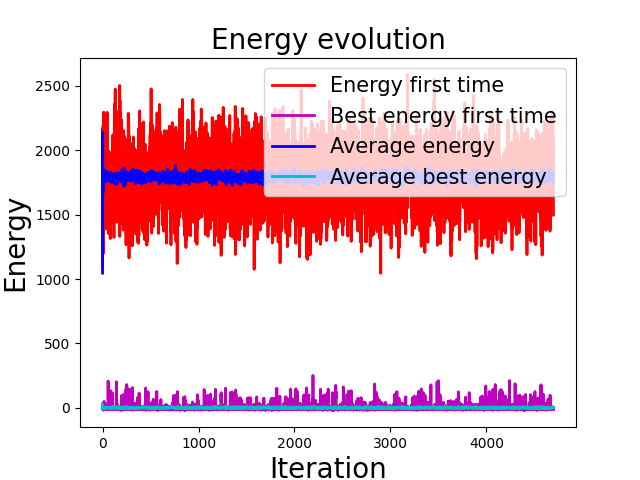 Energy evolution
Energy first time
Best energy first time
Average energy
Average best energy
Energy
2500
2000
1500
1000
500
0
0 1000 2000 3000 4000
Iteration